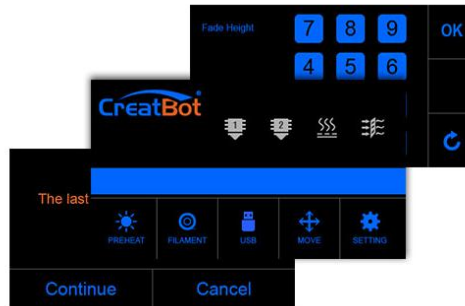 Fade Height
7 8 9 OK
4 5 6
CreatBot®
1 2
The last
PREHEAT FILAMENT USB MOVE SETTING
Continue Cancel